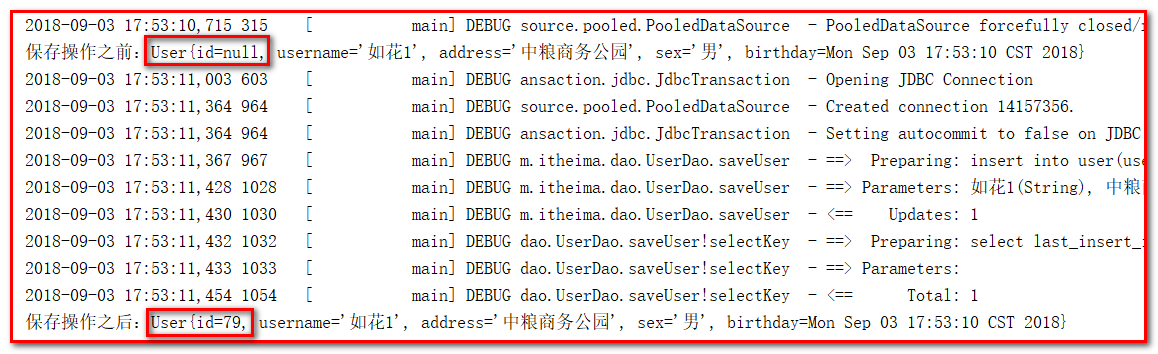 2018-09-03 17:53:10,715 315 [ main] DEBUG source.pooled.PooledDataSource - PooledDataSource forcefully closed/
保存操作之前：User{id=null, username='如花1', address='中粮商务公园', sex='男', birthday=Mon Sep 03 17:53:10 CST 2018}
2018-09-03 17:53:11,003 603 [ main] DEBUG ansaction.jdbc.JdbcTransaction - Opening JDBC Connection
2018-09-03 17:53:11,364 964 [ main] DEBUG source.pooled.PooledDataSource - Created connection 14157356.
2018-09-03 17:53:11,364 964 [ main] DEBUG ansaction.jdbc.JdbcTransaction - Setting autocommit to false on JDBC
2018-09-03 17:53:11,367 967 [ main] DEBUG m.itheima.dao.UserDao.saveUser - ==> Preparing: insert into user(use
2018-09-03 17:53:11,428 1028 [ main] DEBUG m.itheima.dao.UserDao.saveUser - ==> Parameters: 如花1(String), 中粮
2018-09-03 17:53:11,430 1030 [ main] DEBUG m.itheima.dao.UserDao.saveUser - <== Updates: 1
2018-09-03 17:53:11,432 1032 [ main] DEBUG dao.UserDao.saveUser!selectKey - ==> Preparing: select last_insert_
2018-09-03 17:53:11,433 1033 [ main] DEBUG dao.UserDao.saveUser!selectKey - ==> Parameters:
2018-09-03 17:53:11,454 1054 [ main] DEBUG dao.UserDao.saveUser!selectKey - <== Total: 1
保存操作之后：User{id=79, username='如花1', address='中粮商务公园', sex='男', birthday=Mon Sep 03 17:53:10 CST 2018}